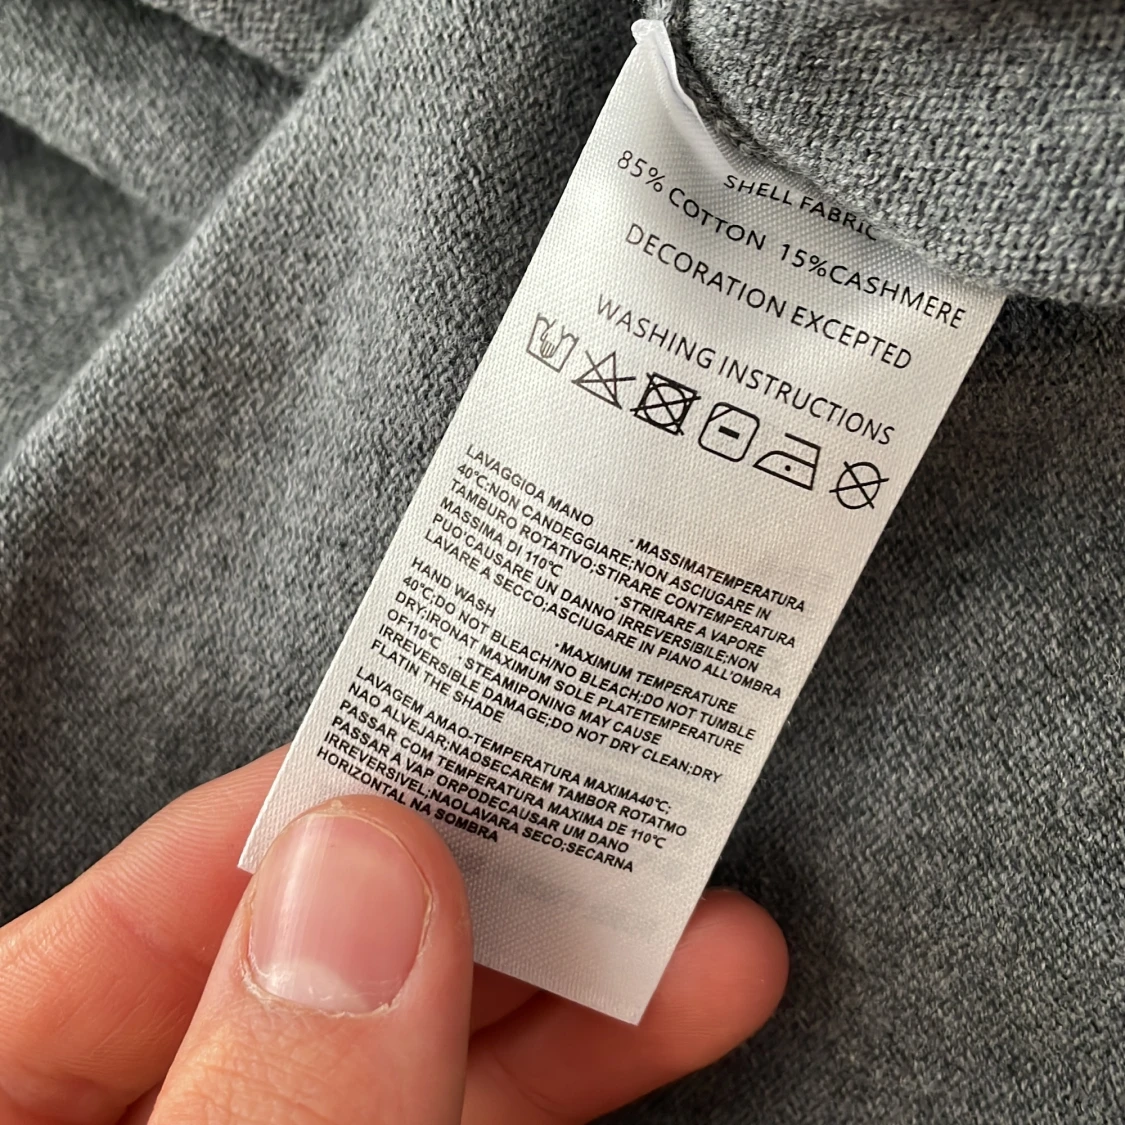 SHELL FABRIC
85% COTTON 15%CASHMERE
DECORATION EXCEPTED
WASHING INSTRUCTIONS
LAVAGGIOA MANO · MASSIMATEMPERATURA
40℃:NON CANDEGGIARE;NON ASCIUGARE IN
TAMBURO ROTATIVO;STIRARE CONTEMPERATURA
MASSIMA DI 110℃ · STRIRARE A VAPORE
PUO'CAUSARE UN DANNO IRREVERSIBILE;NON
LAVARE A SECCO;ASCIUGARE IN PIANO ALL'OMBRA
HAND WASH · MAXIMUM TEMPERATURE
40℃;DO NOT BLEACH/NO BLEACH;DO NOT TUMBLE
DRY;IRONAT MAXIMUM SOLE PLATETEMPERATURE
OF110℃ · STEAMIPONING MAY CAUSE
IRREVERSIBLE DAMAGE;DO NOT DRY CLEAN;DRY
FLATIN THE SHADE
LAVAGEM AMAO-TEMPERATURA MAXIMA40℃:
NAO ALVEJAR;NAOSECAREM TAMBOR ROTATMO
PASSAR COM TEMPERATURA MAXIMA DE 110℃
PASSAR A VAP ORPODECAUSAR UM DANO
IRREVERSIVEL;NAOLAVARA SECO;SECARNA
HORIZONTAL NA SOMBRA